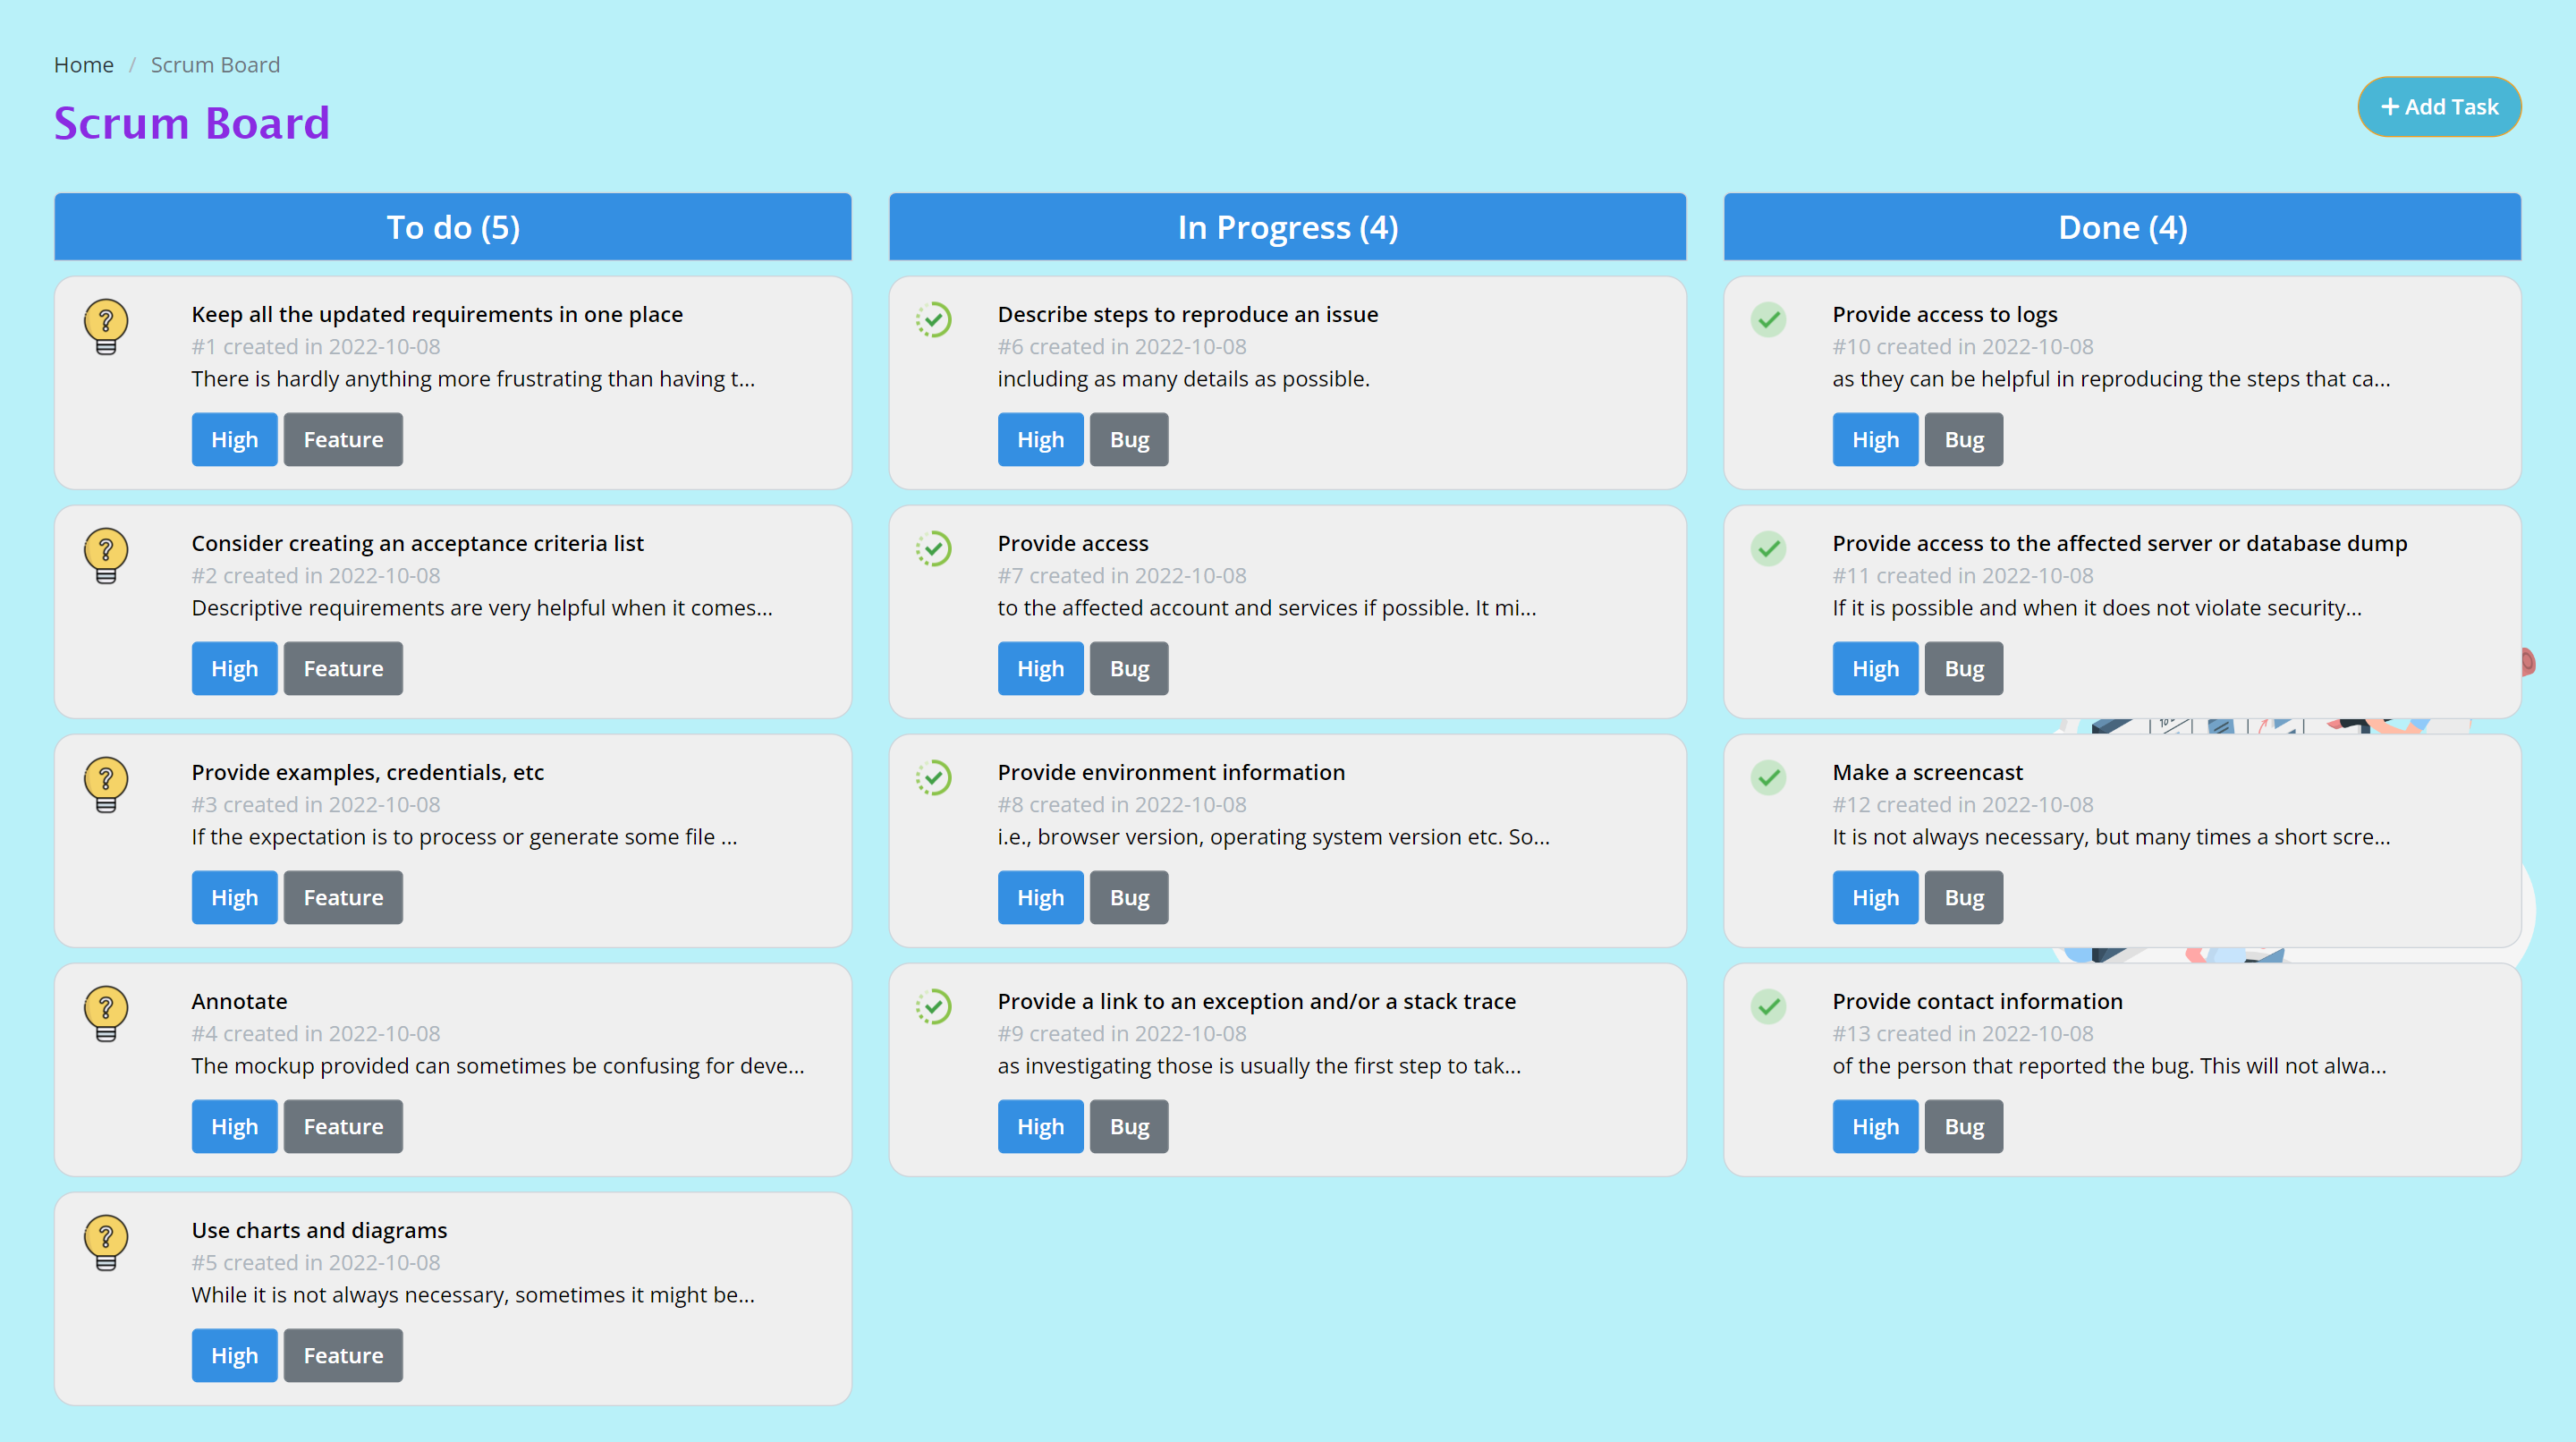 Home / Scrum Board
Scrum Board
+ Add Task
To do (5)
Keep all the updated requirements in one place
#1 created in 2022-10-08
There is hardly anything more frustrating than having t...
High Feature
Consider creating an acceptance criteria list
#2 created in 2022-10-08
Descriptive requirements are very helpful when it comes...
High Feature
Provide examples, credentials, etc
#3 created in 2022-10-08
If the expectation is to process or generate some file ...
High Feature
Annotate
#4 created in 2022-10-08
The mockup provided can sometimes be confusing for deve...
High Feature
Use charts and diagrams
#5 created in 2022-10-08
While it is not always necessary, sometimes it might be...
High Feature
In Progress (4)
Describe steps to reproduce an issue
#6 created in 2022-10-08
including as many details as possible.
High Bug
Provide access
#7 created in 2022-10-08
to the affected account and services if possible. It mi...
High Bug
Provide environment information
#8 created in 2022-10-08
i.e., browser version, operating system version etc. So...
High Bug
Provide a link to an exception and/or a stack trace
#9 created in 2022-10-08
as investigating those is usually the first step to tak...
High Bug
Done (4)
Provide access to logs
#10 created in 2022-10-08
as they can be helpful in reproducing the steps that ca...
High Bug
Provide access to the affected server or database dump
#11 created in 2022-10-08
If it is possible and when it does not violate security...
High Bug
Make a screencast
#12 created in 2022-10-08
It is not always necessary, but many times a short scre...
High Bug
Provide contact information
#13 created in 2022-10-08
of the person that reported the bug. This will not alwa...
High Bug